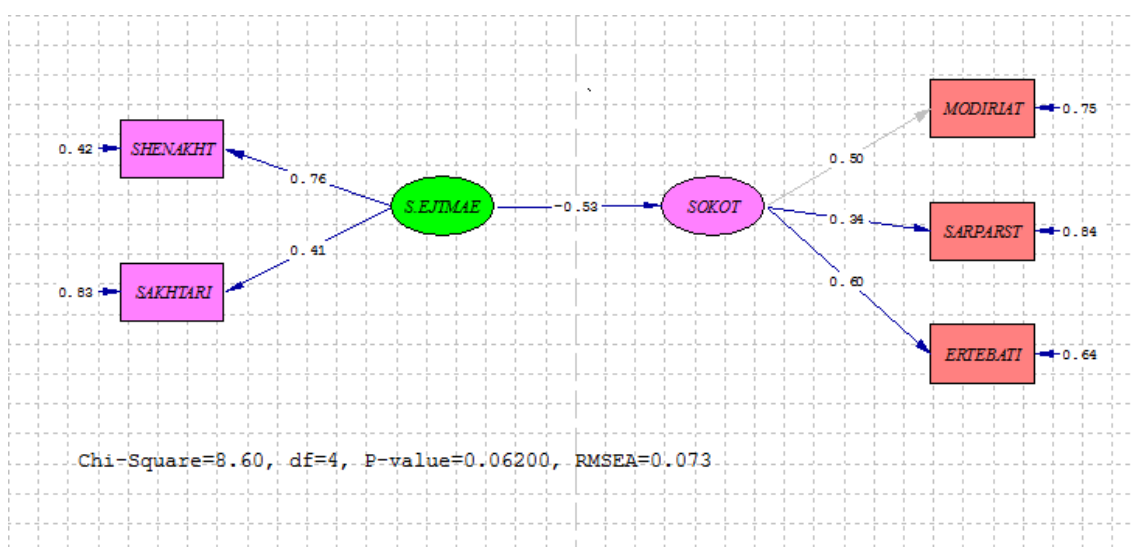 MODIRIAT
0.75
0.42
SHENAKHT
0.50
0.76
S.EJTMAE
-0.53
SOKOT
0.34
SARPARST
0.84
0.41
0.83
SAKHTARI
0.60
ERTEBATI
0.64
Chi-Square=8.60, df=4, P-value=0.06200, RMSEA=0.073